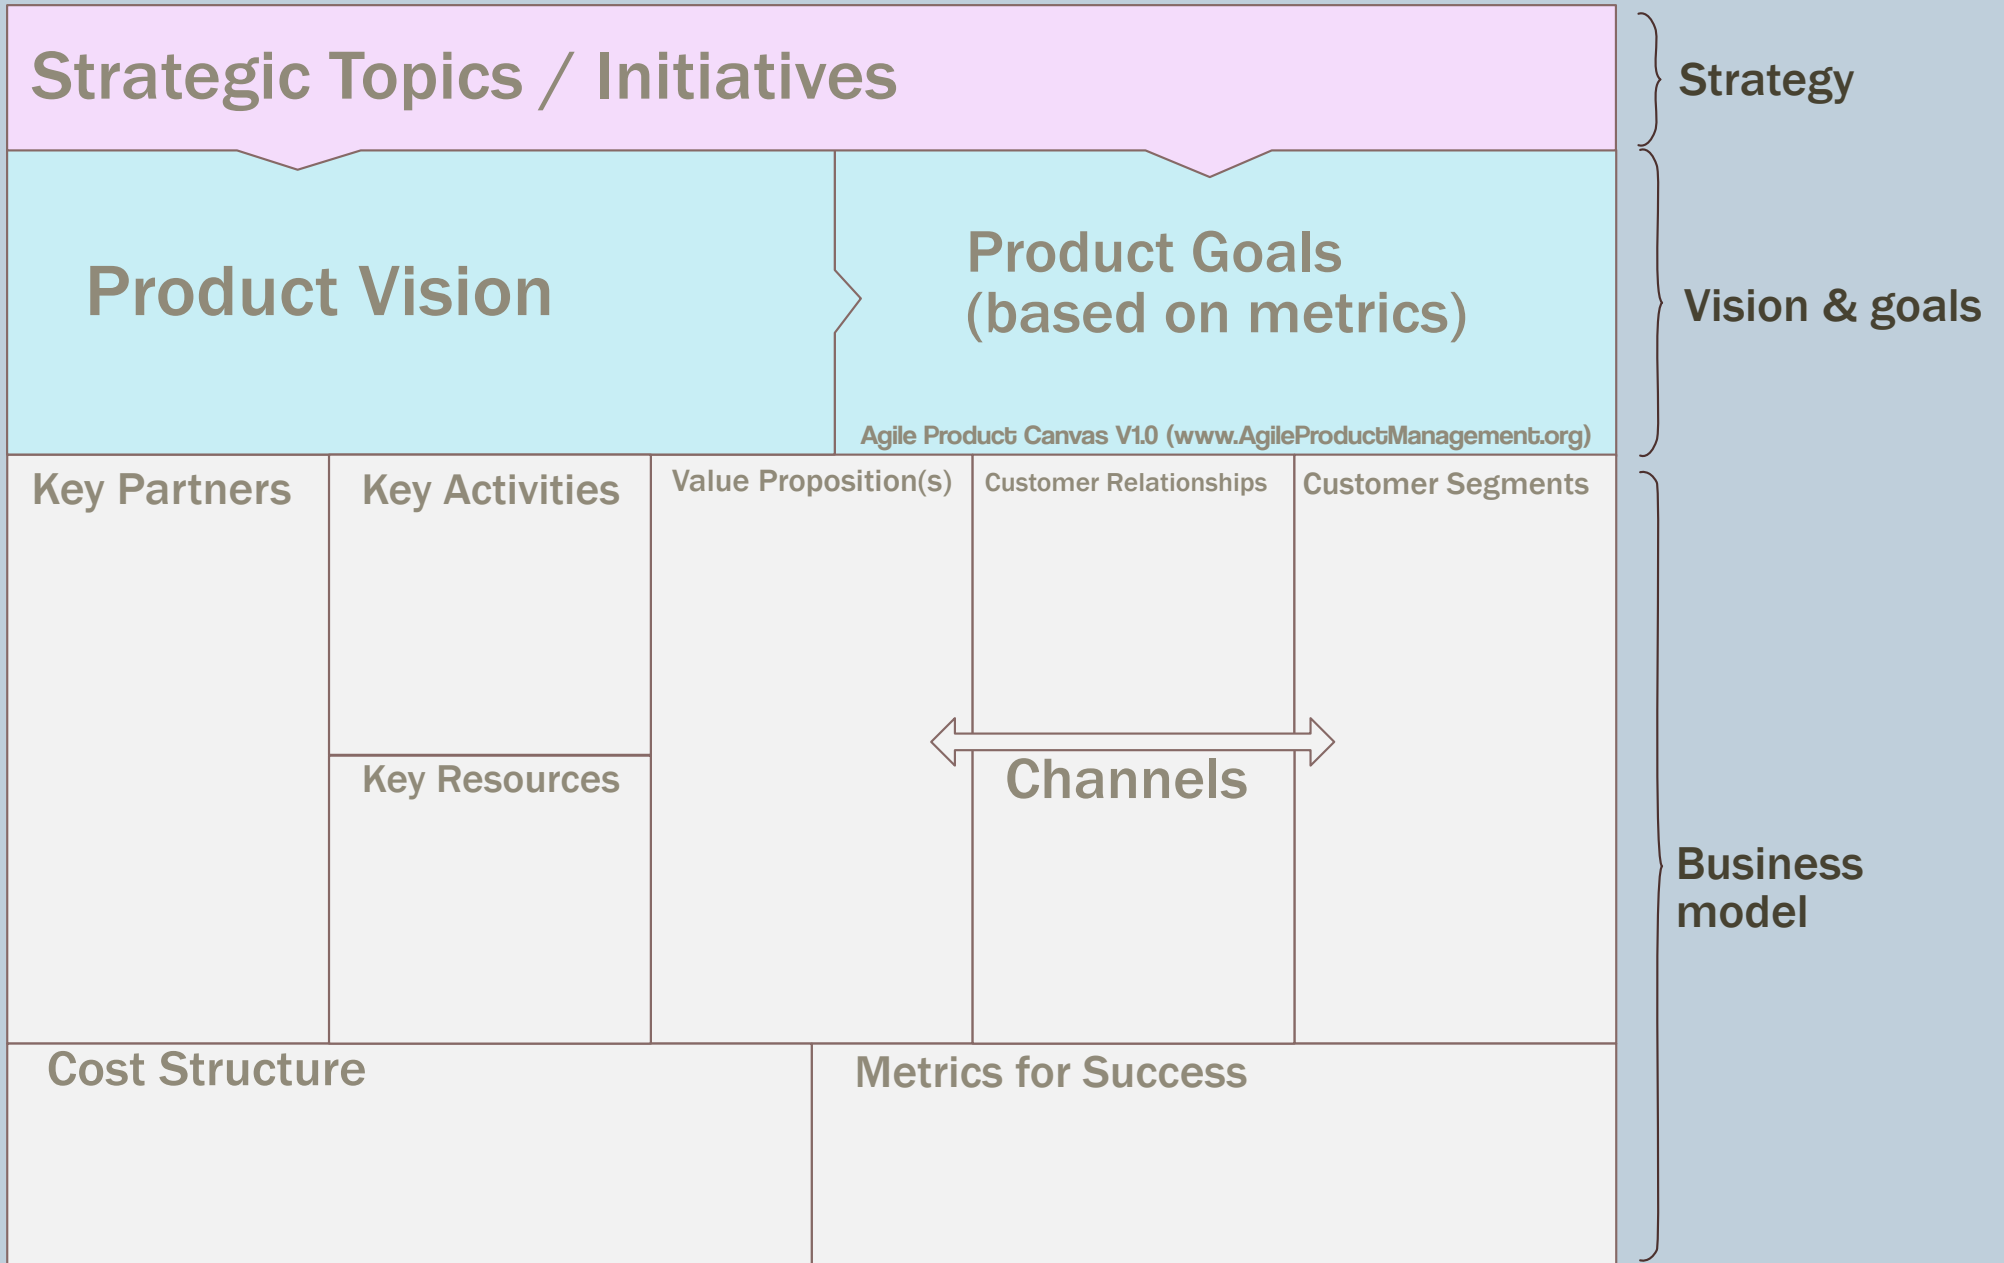 Strategic Topics / Initiatives
Strategy
Product Vision
Product Goals
(based on metrics)
Vision & goals
Agile Product Canvas V1.0 (www.AgileProductManagement.org)
Key Partners
Key Activities
Value Proposition(s)
Customer Relationships
Customer Segments
Key Resources
Channels
Business
model
Cost Structure
Metrics for Success